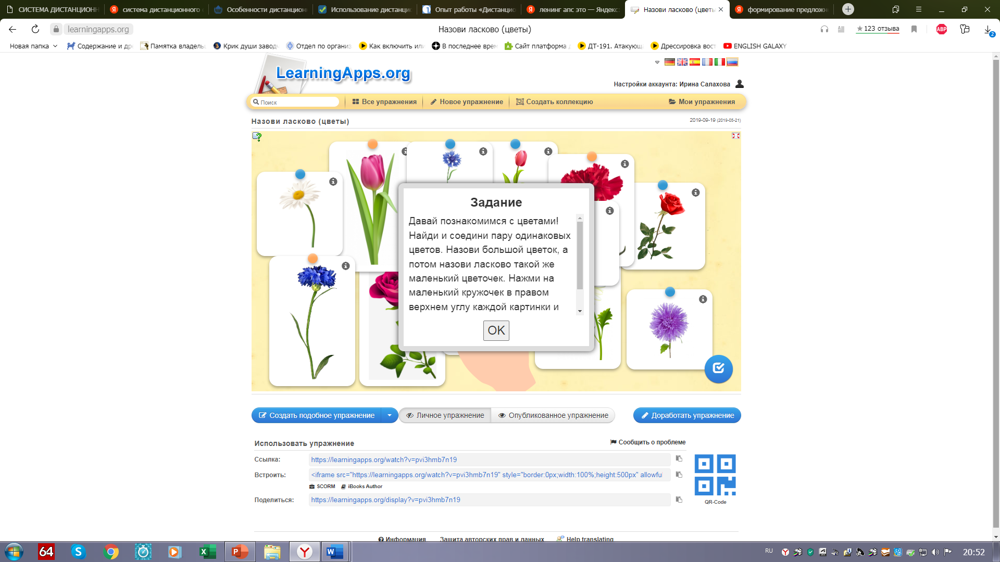 СИСТЕМА ДИСТАНЦИОНН
система дистанционного
Особенности дистанцион
Использование дистанци
Опыт работы «Дистанцио
ленинг апс это — Яндекс:
Назови ласково (цветы
формирование предложн
learningapps.org
Назови ласково (цветы)
123 отзыва
ABP
2
Новая папка
Содержание и др
Памятка владель
Крик души завод
Отдел по организ
Как включить или
В последнее врем
Сайт платформа д
ДТ-191. Атакующ
Дрессировка вост
ENGLISH GALAXY
LearningApps.org
Настройки аккаунта: Ирина Салахова
Поиск
Все упражнения
Новое упражнение
Создать коллекцию
Мои упражнения
Назови ласково (цветы)
2019-09-19 (2019-05-21)
Задание
Давай познакомимся с цветами!
Найди и соедини пару одинаковых
цветов. Назови большой цветок, а
потом назови ласково такой же
маленький цветочек. Нажми на
маленький кружочек в правом
верхнем углу каждой картинки и
OK
Создать подобное упражнение
Личное упражнение
Опубликованное упражнение
Доработать упражнение
Использовать упражнение
Сообщить о проблеме
Ссылка:
https://learningapps.org/watch?v=pvi3hmb7n19
Встроить:
<iframe src="https://learningapps.org/watch?v=pvi3hmb7n19" style="border:0px;width:100%;height:500px" allowful
SCORM
iBooks Author
Поделиться:
https://learningapps.org/display?v=pvi3hmb7n19
QR-Code
Информация
Защита авторских прав и данных
Help translating
64
RU
20:52